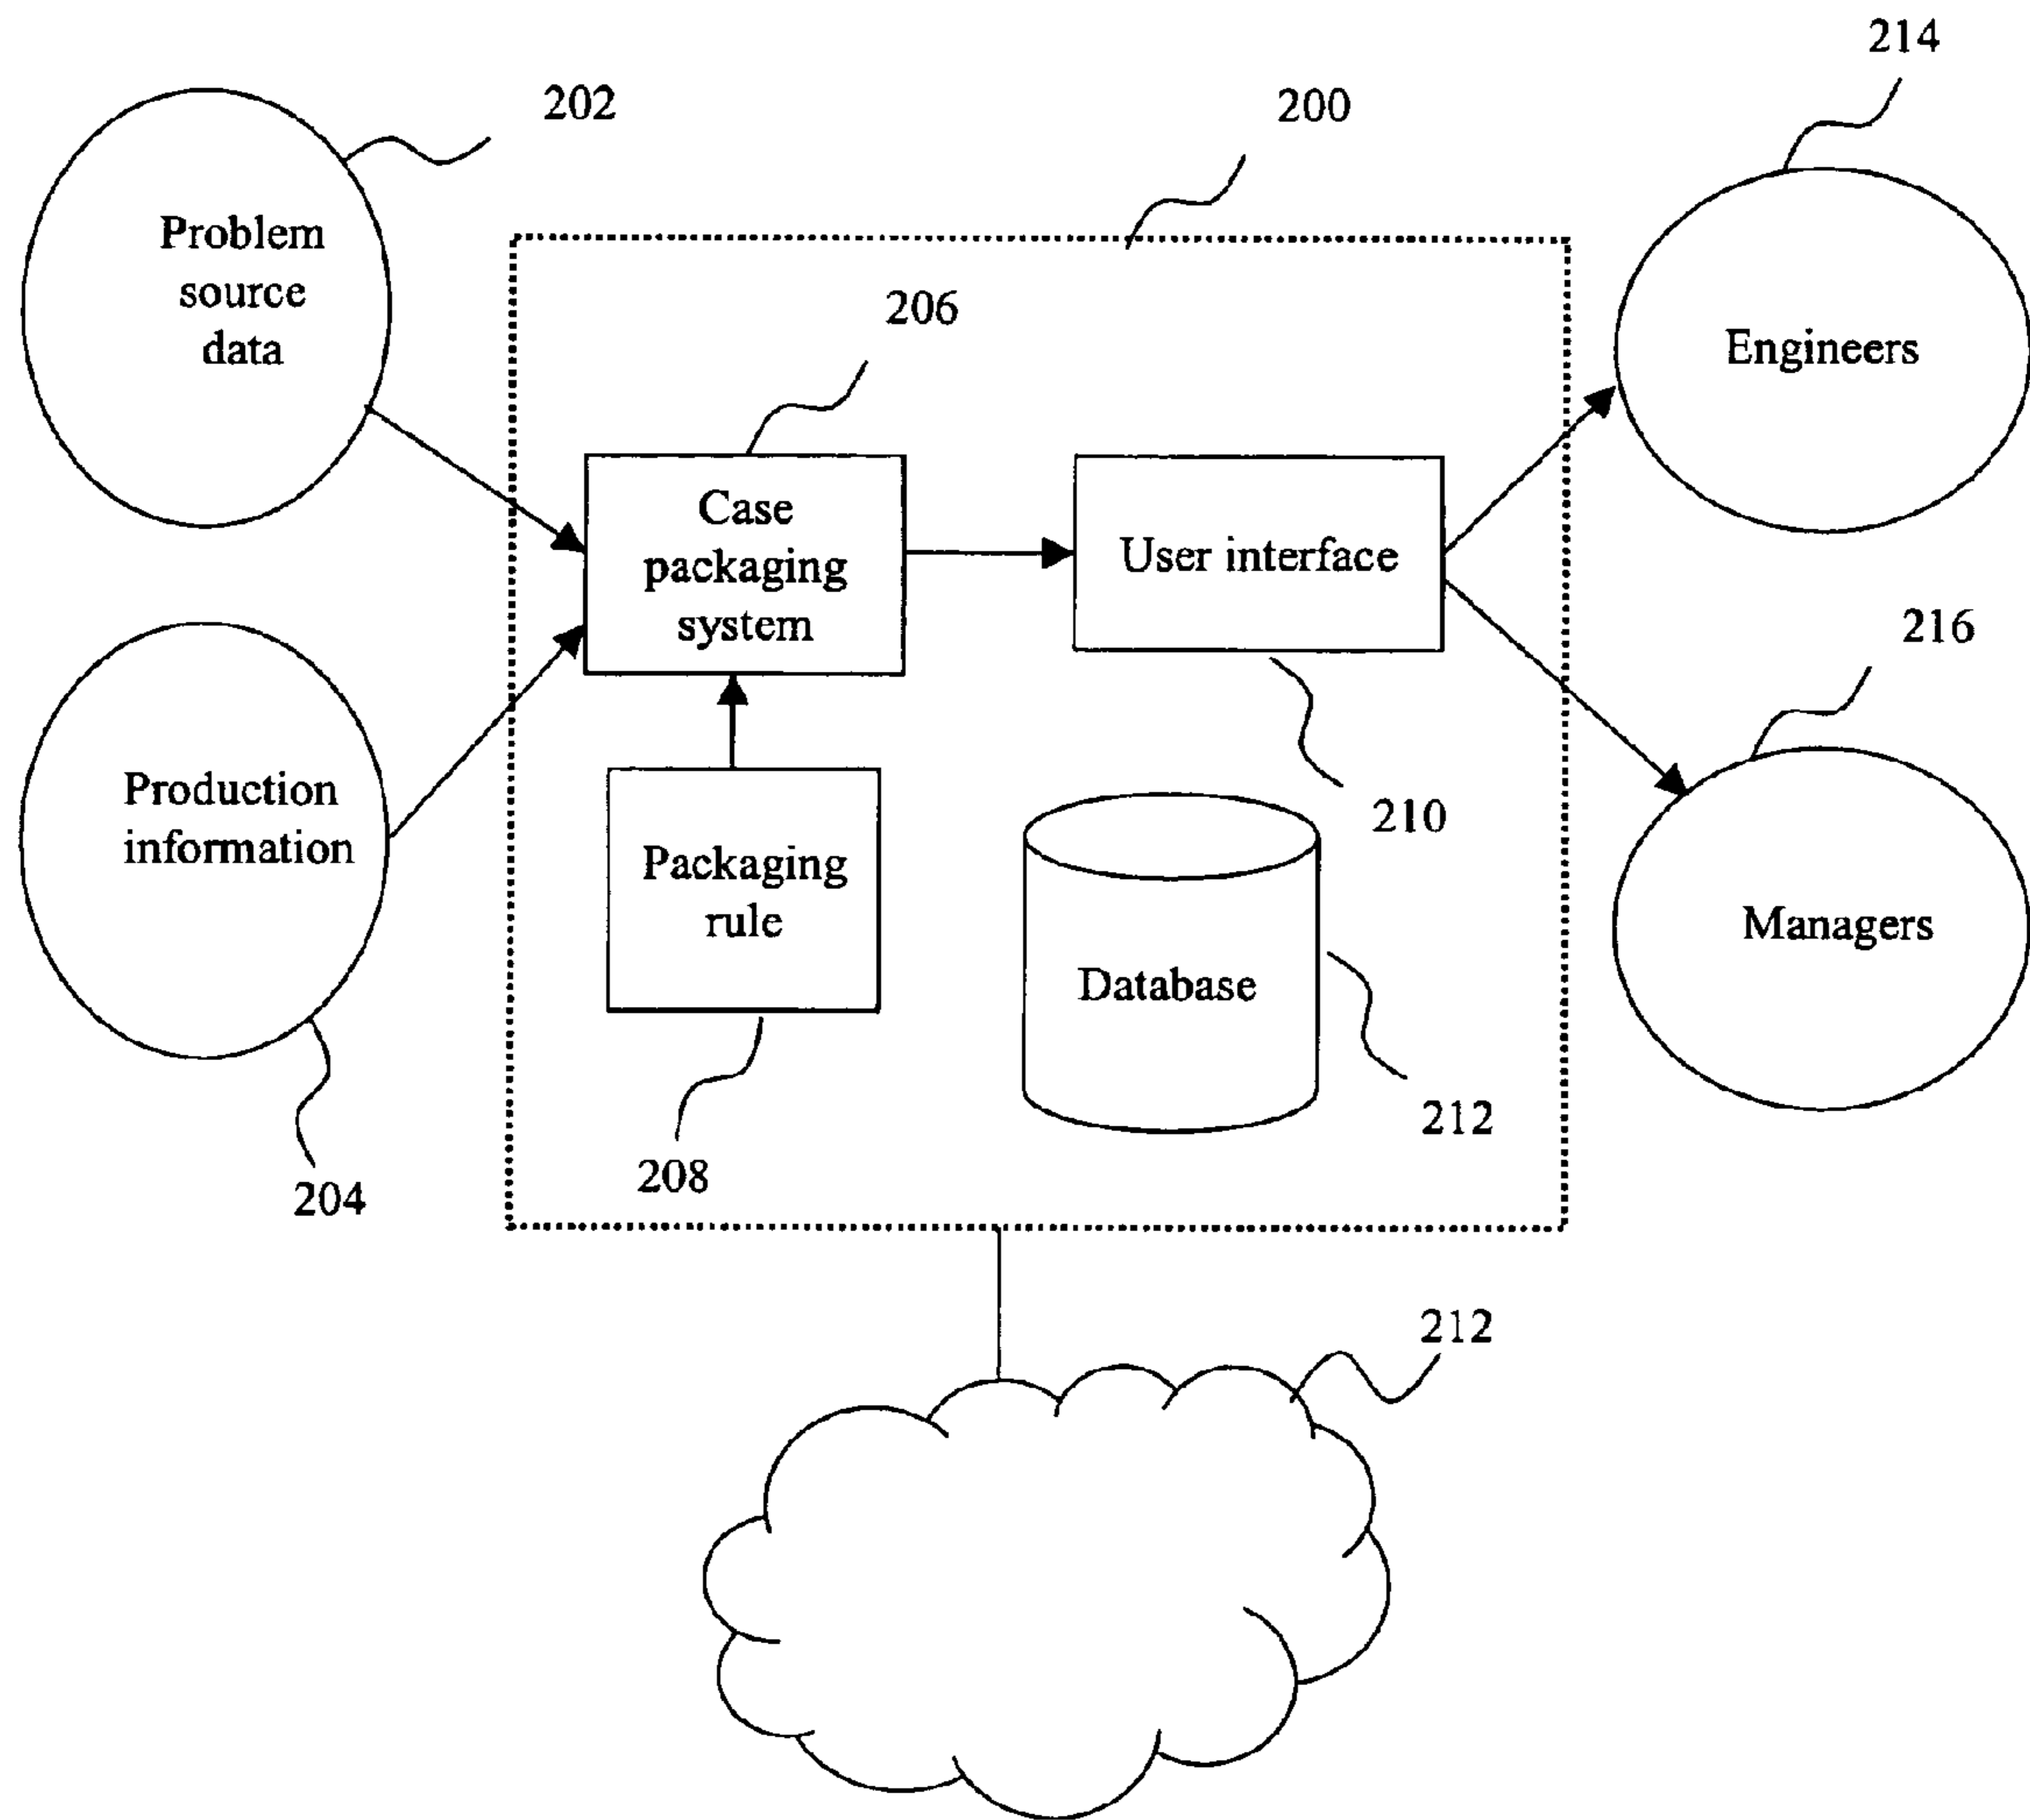 214
202
200
Problem
source
data
206
Engineers
Case
packaging
system
User interface
216
Production
information
210
Packaging
rule
Managers
Database
212
208
204
212